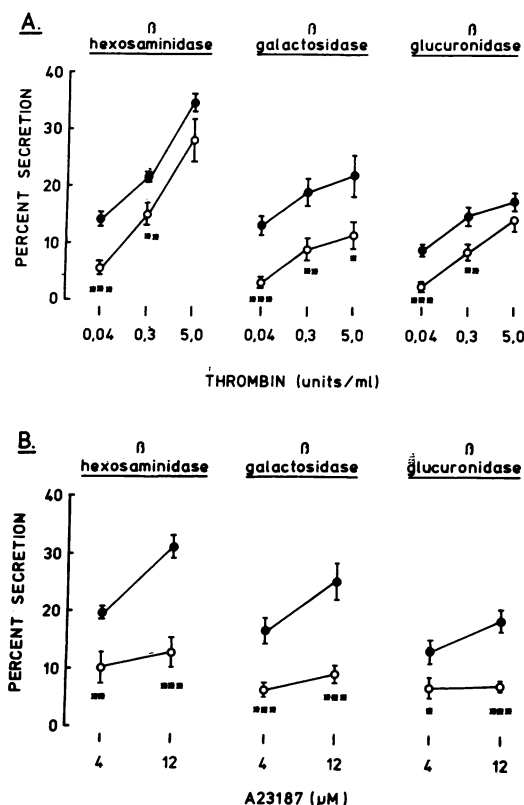 A.
ß ß ß
hexosaminidase galactosidase glucuronidase
PERCENT SECRETION
40
30
20
10
0
*** ** *** ** * *** **
0,04 0,3 5,0 0,04 0,3 5,0 0,04 0,3 5,0
THROMBIN (units/ml)
B.
ß ß ß
hexosaminidase galactosidase glucuronidase
PERCENT SECRETION
40
30
20
10
0
** *** *** *** * ***
4 12 4 12 4 12
A23187 (µM)